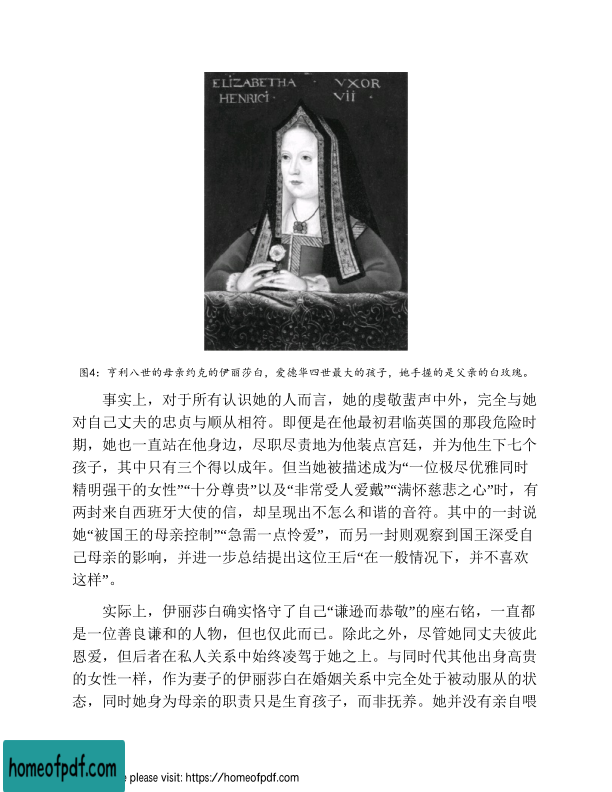 ELIZABETHA · VXOR
HENRICI · VII ·
图4：亨利八世的母亲约克的伊丽莎白，爱德华四世最大的孩子，她手握的是父亲的白玫瑰。
事实上，对于所有认识她的人而言，她的虔敬蜚声中外，完全与她
对自己丈夫的忠贞与顺从相符。即便是在他最初君临英国的那段危险时
期，她也一直站在他身边，尽职尽责地为他装点宫廷，并为他生下七个
孩子，其中只有三个得以成年。但当她被描述成为“一位极尽优雅同时
精明强干的女性”“十分尊贵”以及“非常受人爱戴”“满怀慈悲之心”时，有
两封来自西班牙大使的信，却呈现出不怎么和谐的音符。其中的一封说
她“被国王的母亲控制”“急需一点怜爱”，而另一封则观察到国王深受自
己母亲的影响，并进一步总结提出这位王后“在一般情况下，并不喜欢
这样”。
实际上，伊丽莎白确实恪守了自己“谦逊而恭敬”的座右铭，一直都
是一位善良谦和的人物，但也仅此而已。除此之外，尽管她同丈夫彼此
恩爱，但后者在私人关系中始终凌驾于她之上。与同时代其他出身高贵
的女性一样，作为妻子的伊丽莎白在婚姻关系中完全处于被动服从的状
态，同时她身为母亲的职责只是生育孩子，而非抚养。她并没有亲自喂
homeofpdf.com
e please visit: https://homeofpdf.com